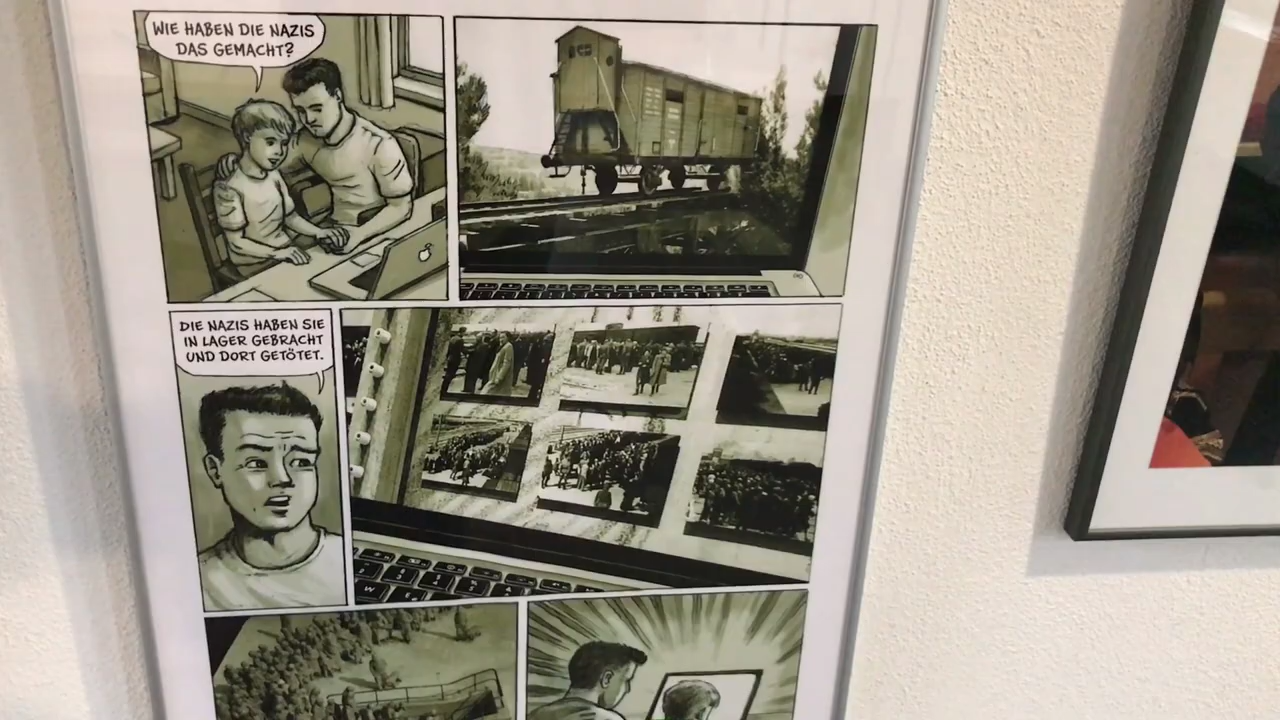 WIE HABEN DIE NAZIS
DAS GEMACHT?
DIE NAZIS HABEN SIE
IN LAGER GEBRACHT
UND DORT GETÖTET.